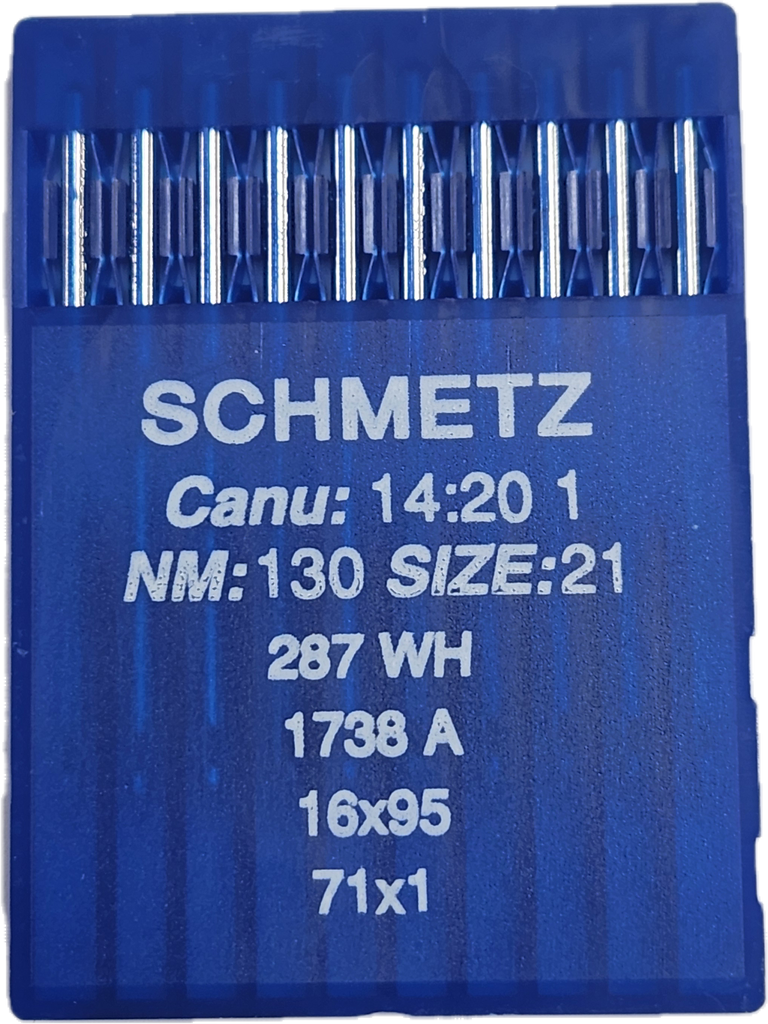 SCHMETZ
Canu: 14:20 1
NM:130 SIZE:21
287 WH
1738 A
16x95
71x1